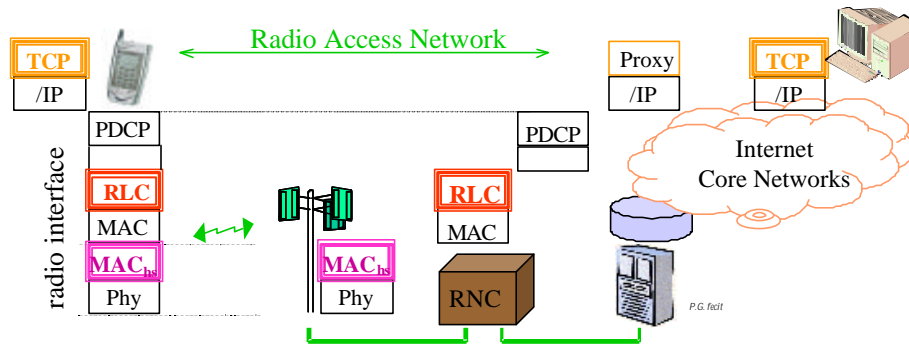 Radio Access Network
TCP
/IP
Proxy
/IP
TCP
/IP
PDCP
PDCP
Internet
Core Networks
radio interface
RLC
RLC
MAC
MAC
MAChs
MAChs
Phy
Phy
RNC
P.G. fecit